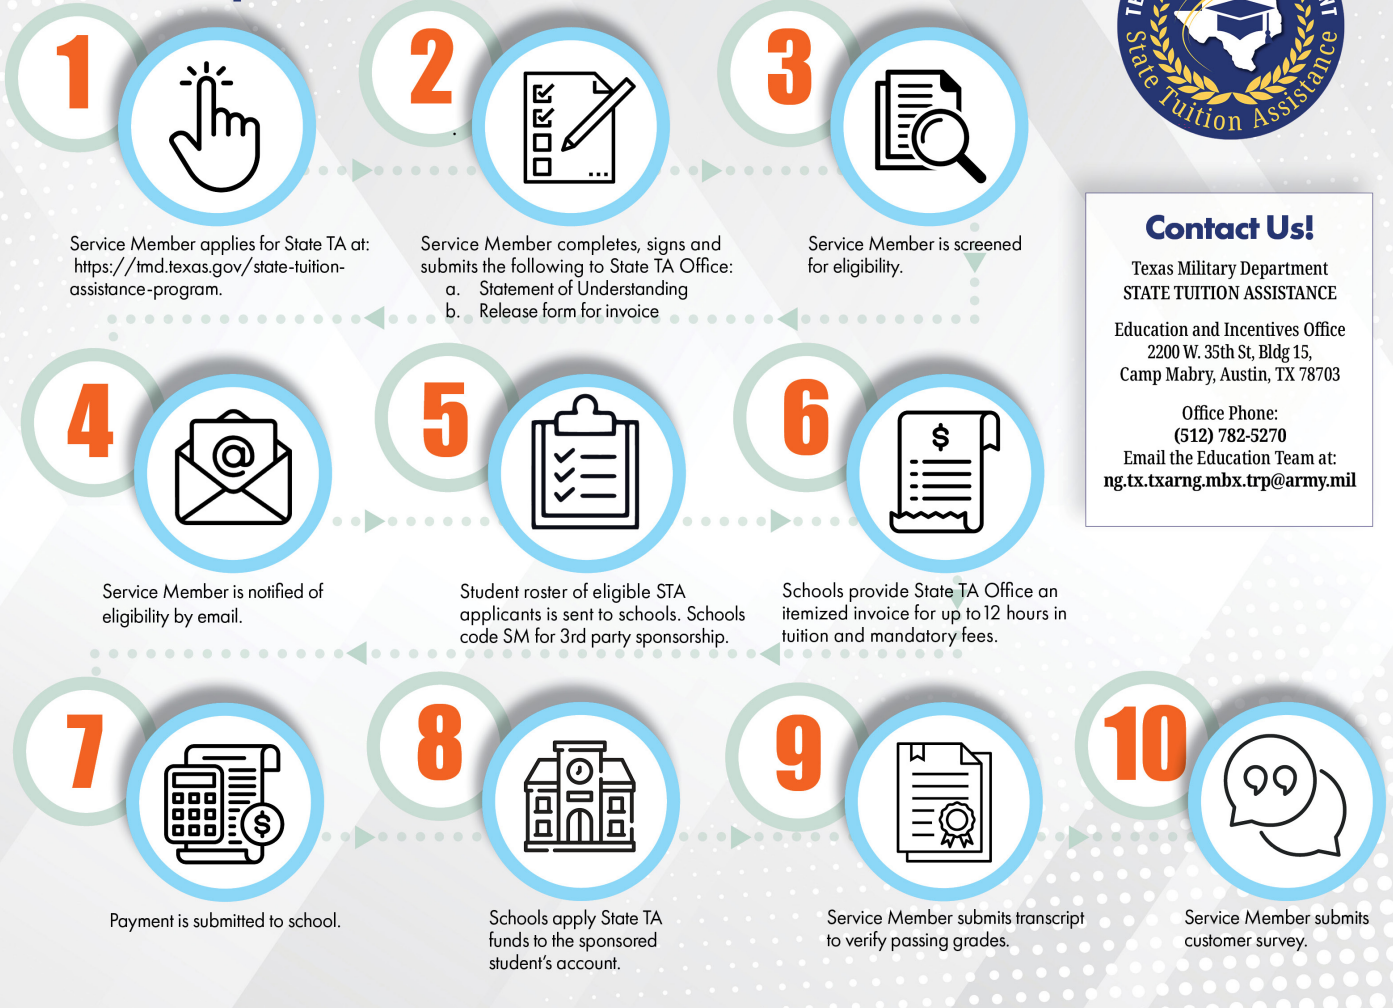 1
2
3
Service Member applies for State TA at:
https://tmd.texas.gov/state-tuition-
assistance-program.
Service Member completes, signs and
submits the following to State TA Office:
a. Statement of Understanding
b. Release form for invoice
Service Member is screened
for eligibility.
4
5
6
Service Member is notified of
eligibility by email.
Student roster of eligible STA
applicants is sent to schools. Schools
code SM for 3rd party sponsorship.
Schools provide State TA Office an
itemized invoice for up to 12 hours in
tuition and mandatory fees.
7
8
9
10
Payment is submitted to school.
Schools apply State TA
funds to the sponsored
student's account.
Service Member submits transcript
to verify passing grades.
Service Member submits
customer survey.
State Tuition Assistance
Contact Us!
Texas Military Department
STATE TUITION ASSISTANCE
Education and Incentives Office
2200 W. 35th St, Bldg 15,
Camp Mabry, Austin, TX 78703
Office Phone:
(512) 782-5270
Email the Education Team at:
ng.tx.txarng.mbx.trp@army.mil